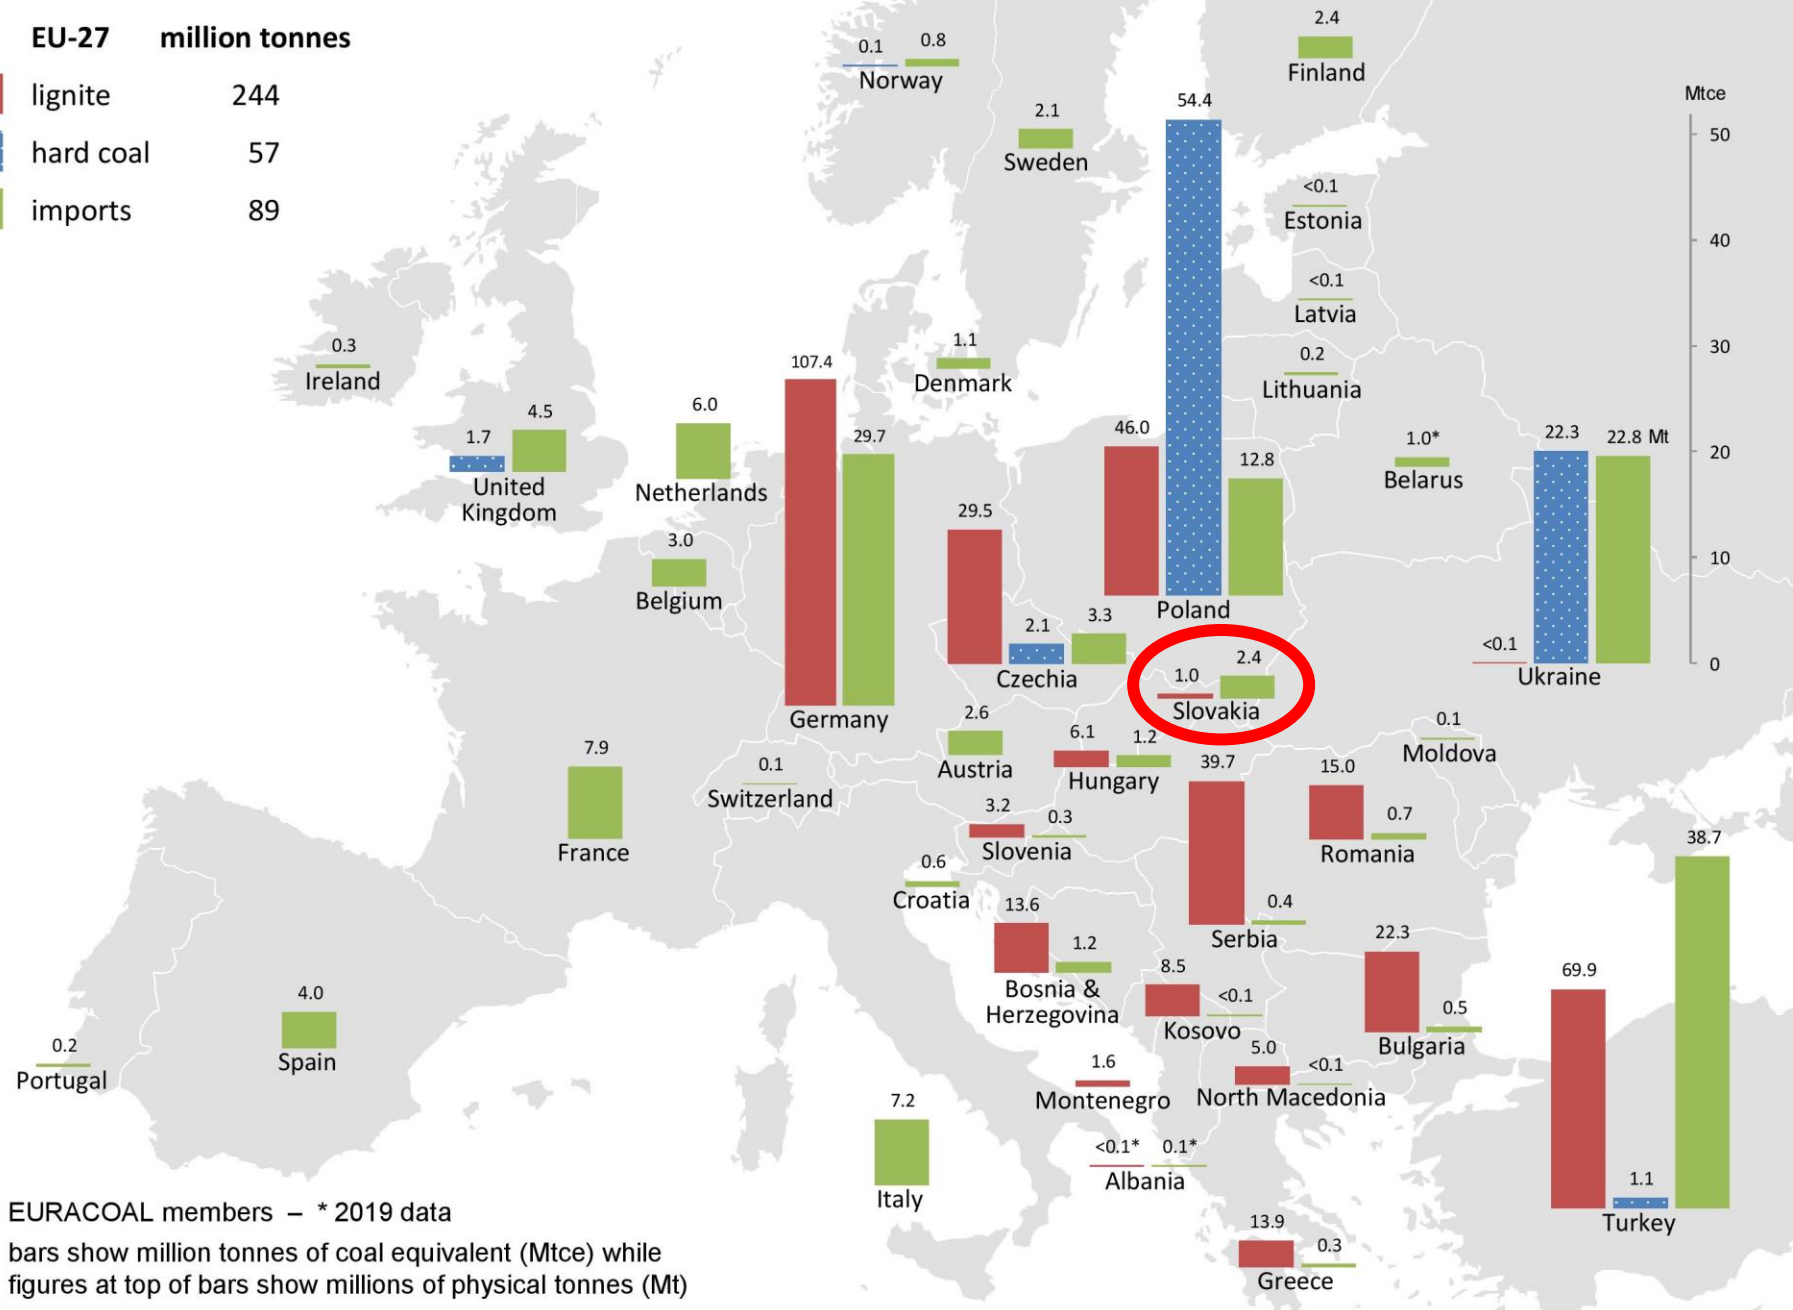 EU-27 million tonnes
lignite 244
hard coal 57
imports 89
0.1 0.8
Norway
2.4
Finland
2.1
Sweden
54.4
46.0
12.8
Poland
Mtce
50
40
30
20
10
0
<0.1
Estonia
<0.1
Latvia
0.2
Lithuania
1.0*
Belarus
22.3 22.8 Mt
<0.1
Ukraine
0.3
Ireland
1.7 4.5
United
Kingdom
6.0
Netherlands
3.0
Belgium
1.1
Denmark
107.4
29.7
Germany
29.5
2.1 3.3
Czechia
1.0 2.4
Slovakia
2.6
Austria
6.1 1.2
Hungary
0.1
Moldova
7.9
France
0.1
Switzerland
3.2 0.3
Slovenia
39.7
0.4
Serbia
15.0
0.7
Romania
0.6
Croatia
13.6
1.2
Bosnia &
Herzegovina
8.5
<0.1
Kosovo
22.3
0.5
Bulgaria
38.7
69.9
1.1
Turkey
0.2
Portugal
4.0
Spain
7.2
Italy
1.6
Montenegro
5.0
<0.1
North Macedonia
<0.1* 0.1*
Albania
13.9
0.3
Greece
EURACOAL members – * 2019 data
bars show million tonnes of coal equivalent (Mtce) while
figures at top of bars show millions of physical tonnes (Mt)